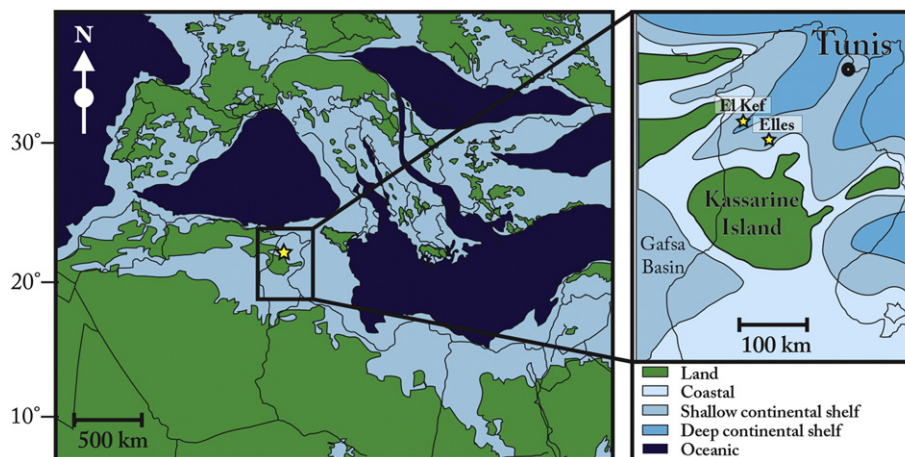 N
30°
20°
10°
500 km
Tunis
El Kef
Elles
Kassarine
Island
Gafsa
Basin
100 km
Land
Coastal
Shallow continental shelf
Deep continental shelf
Oceanic